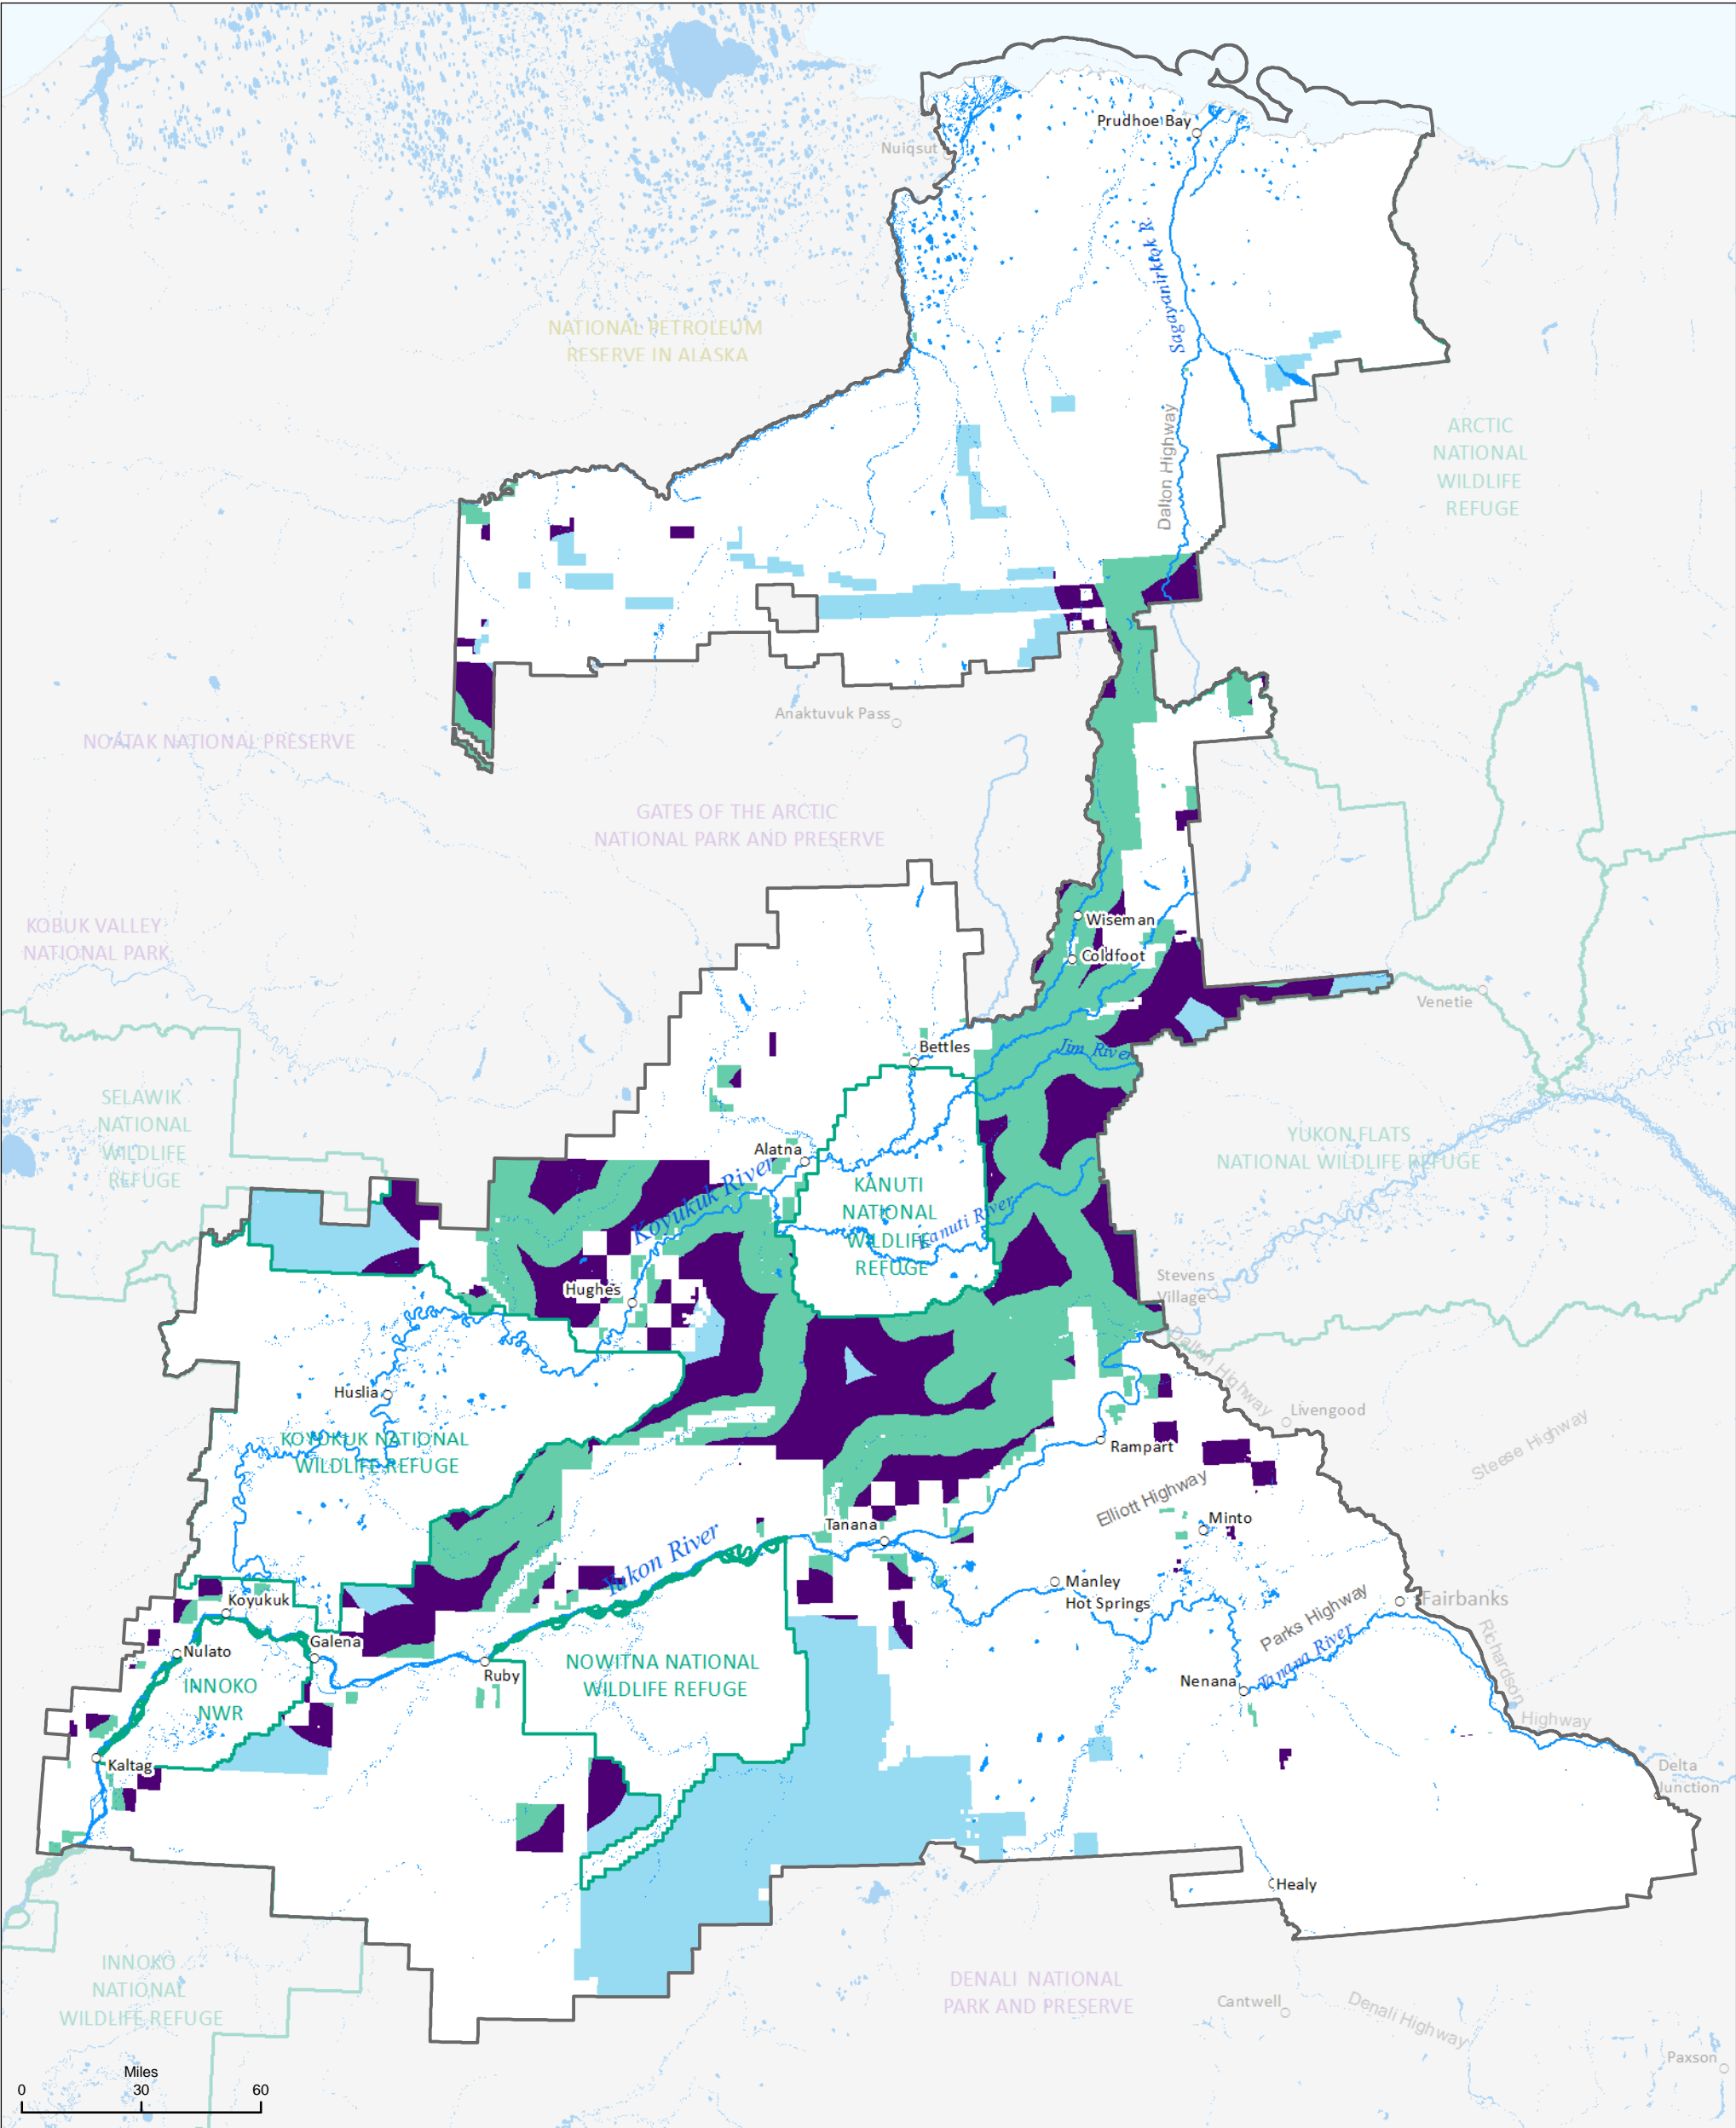 Prudhoe Bay
Nuiqsut
Sagavanirktok R.
NATIONAL PETROLEUM
RESERVE IN ALASKA
ARCTIC
NATIONAL
WILDLIFE
REFUGE
Dalton Highway
Anaktuvuk Pass
NOATAK NATIONAL PRESERVE
GATES OF THE ARCTIC
NATIONAL PARK AND PRESERVE
KOBUK VALLEY
NATIONAL PARK
Wiseman
Coldfoot
Venetie
Bettles
Jim River
SELAWIK
NATIONAL
WILDLIFE
REFUGE
YUKON FLATS
NATIONAL WILDLIFE REFUGE
Alatna
Koyukuk River
KANUTI
NATIONAL
WILDLIFE
REFUGE
Kanuti River
Stevens
Village
Hughes
Dalton Highway
Huslia
Livengood
KOYUKUK NATIONAL
WILDLIFE REFUGE
Rampart
Steese Highway
Elliott Highway
Minto
Tanana
Yukon River
Manley
Hot Springs
Koyukuk
Fairbanks
Parks Highway
Galena
Nulato
Ruby
NOWITNA NATIONAL
WILDLIFE REFUGE
Tanana River
Richardson
Highway
Nenana
INNOKO
NWR
Kaltag
Delta
Junction
Healy
INNOKO
NATIONAL
WILDLIFE REFUGE
DENALI NATIONAL
PARK AND PRESERVE
Cantwell
Denali Highway
Paxson
Miles
0 30 60